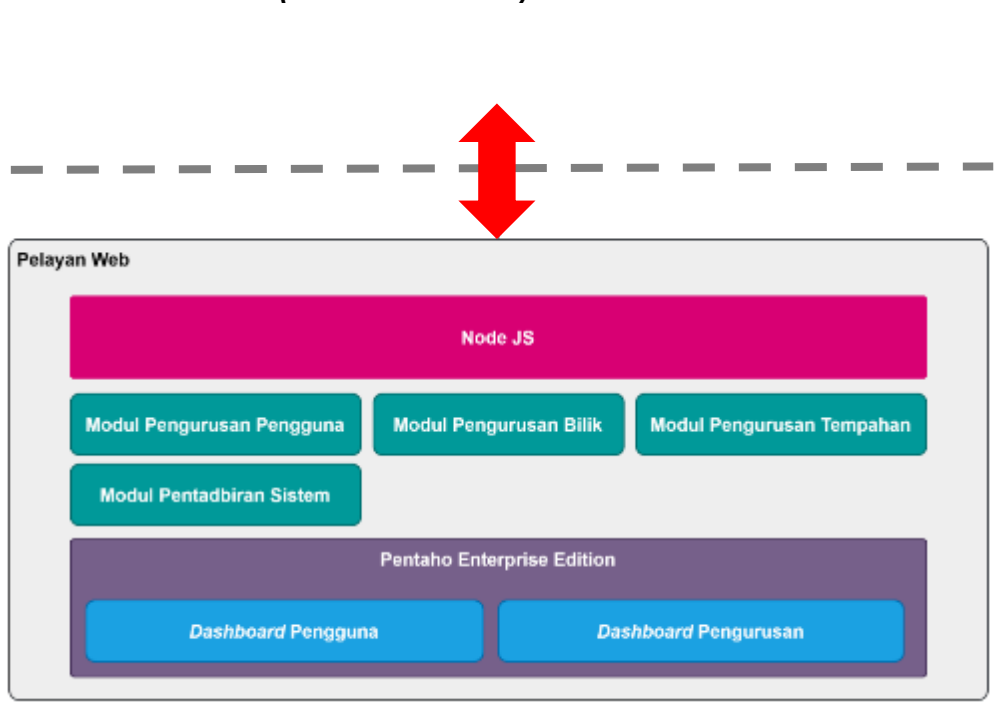 Pelayan Web
Node JS
Modul Pengurusan Pengguna
Modul Pengurusan Bilik
Modul Pengurusan Tempahan
Modul Pentadbiran Sistem
Pentaho Enterprise Edition
Dashboard Pengguna
Dashboard Pengurusan